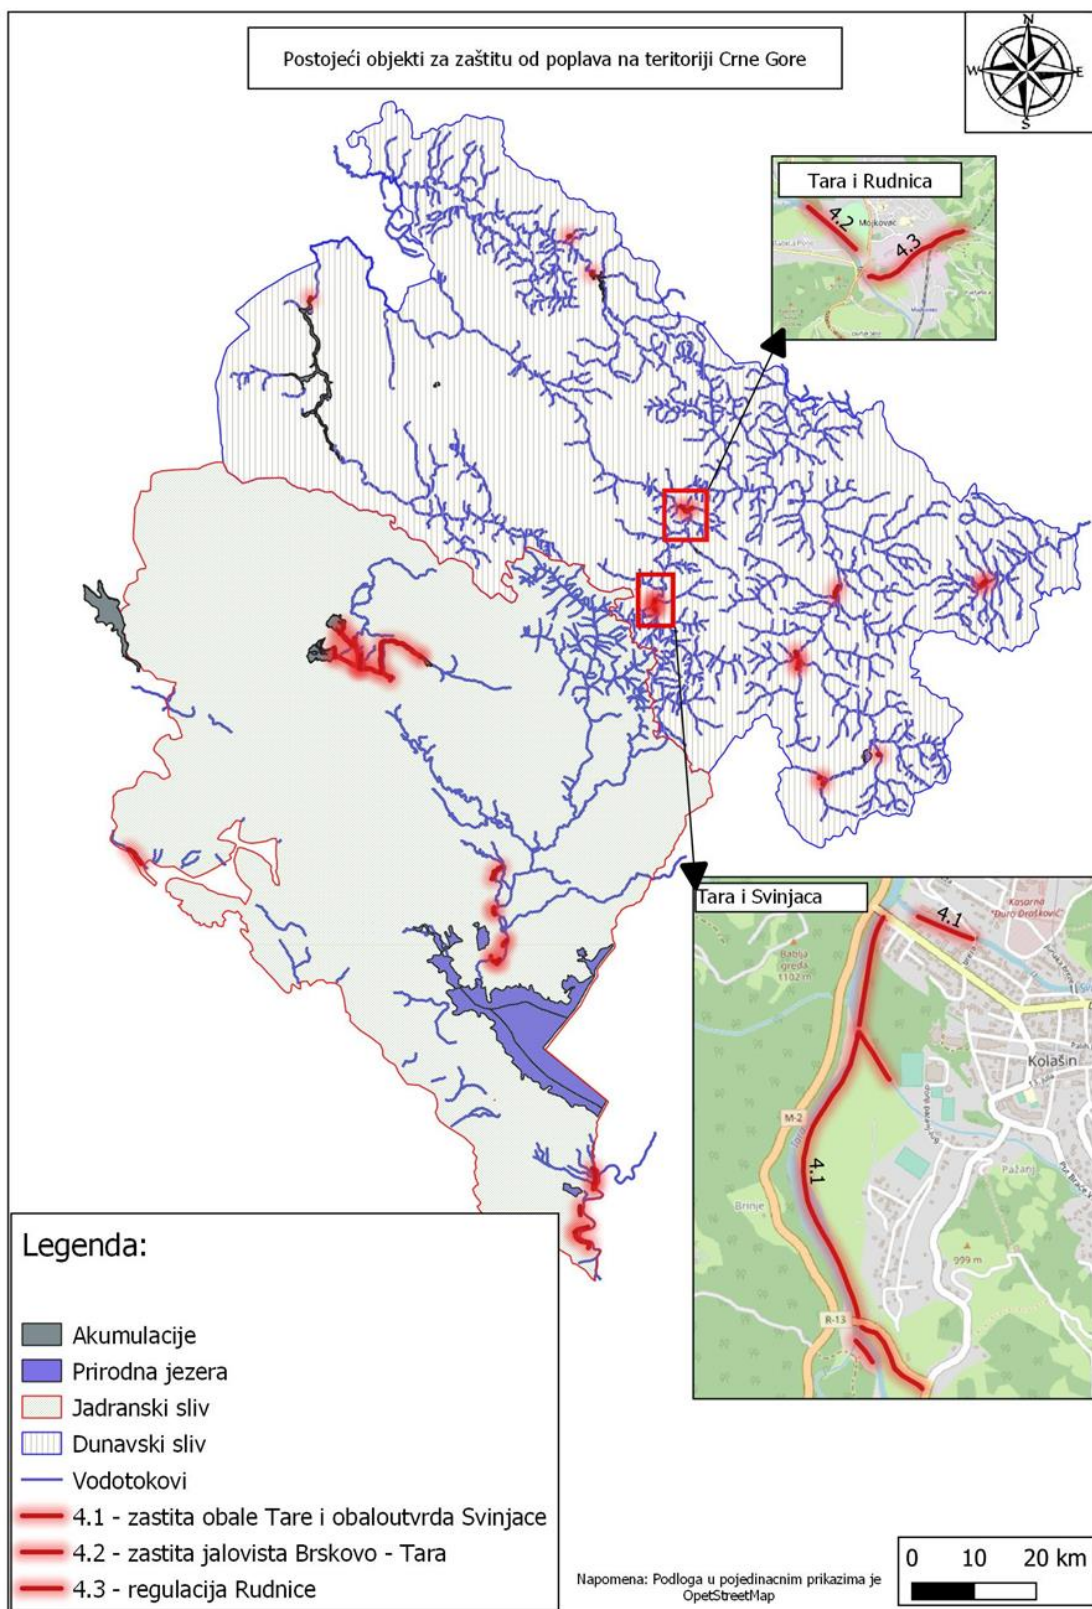 Postojeći objekti za zaštitu od poplava na teritoriji Crne Gore
N
W
E
S
Tara i Rudnica
4.2
Mojkovac
4.3
Tara i Svinjaca
4.1
Kasarna
Bablja
greda
1102 m
Kolašin
M-2
4.1
Pažanj
Brinje
999 m
R-13
Legenda:
Akumulacije
Prirodna jezera
Jadranski sliv
Dunavski sliv
Vodotokovi
4.1 - zastita obale Tare i obaloutvrda Svinjace
4.2 - zastita jalovista Brskovo - Tara
4.3 - regulacija Rudnice
Napomena: Podloga u pojedinacnim prikazima je
OpetStreetMap
0 10 20 km